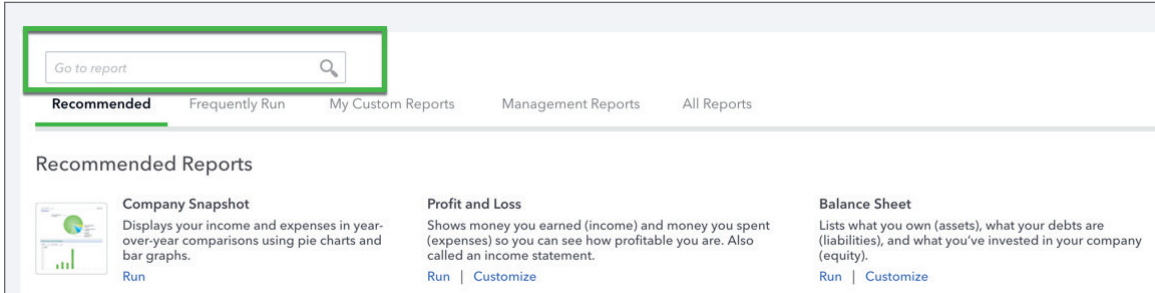 Go to report
Recommended Frequently Run My Custom Reports Management Reports All Reports
Recommended Reports
Company Snapshot
Displays your income and expenses in year-
over-year comparisons using pie charts and
bar graphs.
Run
Profit and Loss
Shows money you earned (income) and money you spent
(expenses) so you can see how profitable you are. Also
called an income statement.
Run | Customize
Balance Sheet
Lists what you own (assets), what your debts are
(liabilities), and what you've invested in your company
(equity).
Run | Customize